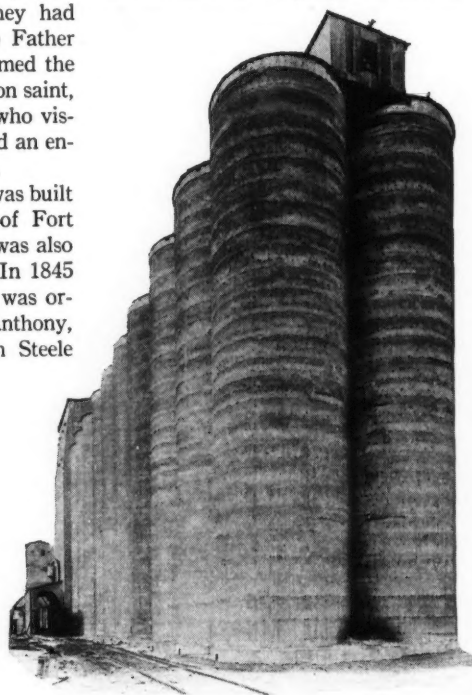 ney had
Father
med the
on saint,
who vis-
d an en-
was built
of Fort
was also
In 1845
was or-
nthony,
n Steele